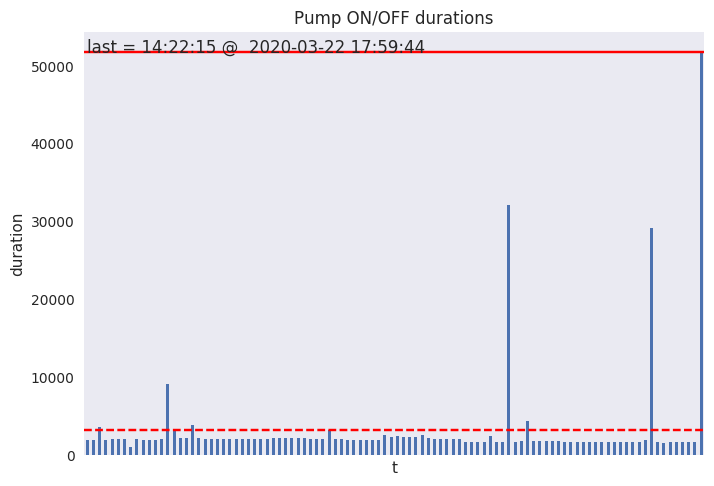 Pump ON/OFF durations
last = 14:22:15 @  2020-03-22 17:59:44
50000
40000
30000
20000
10000
0
duration
t